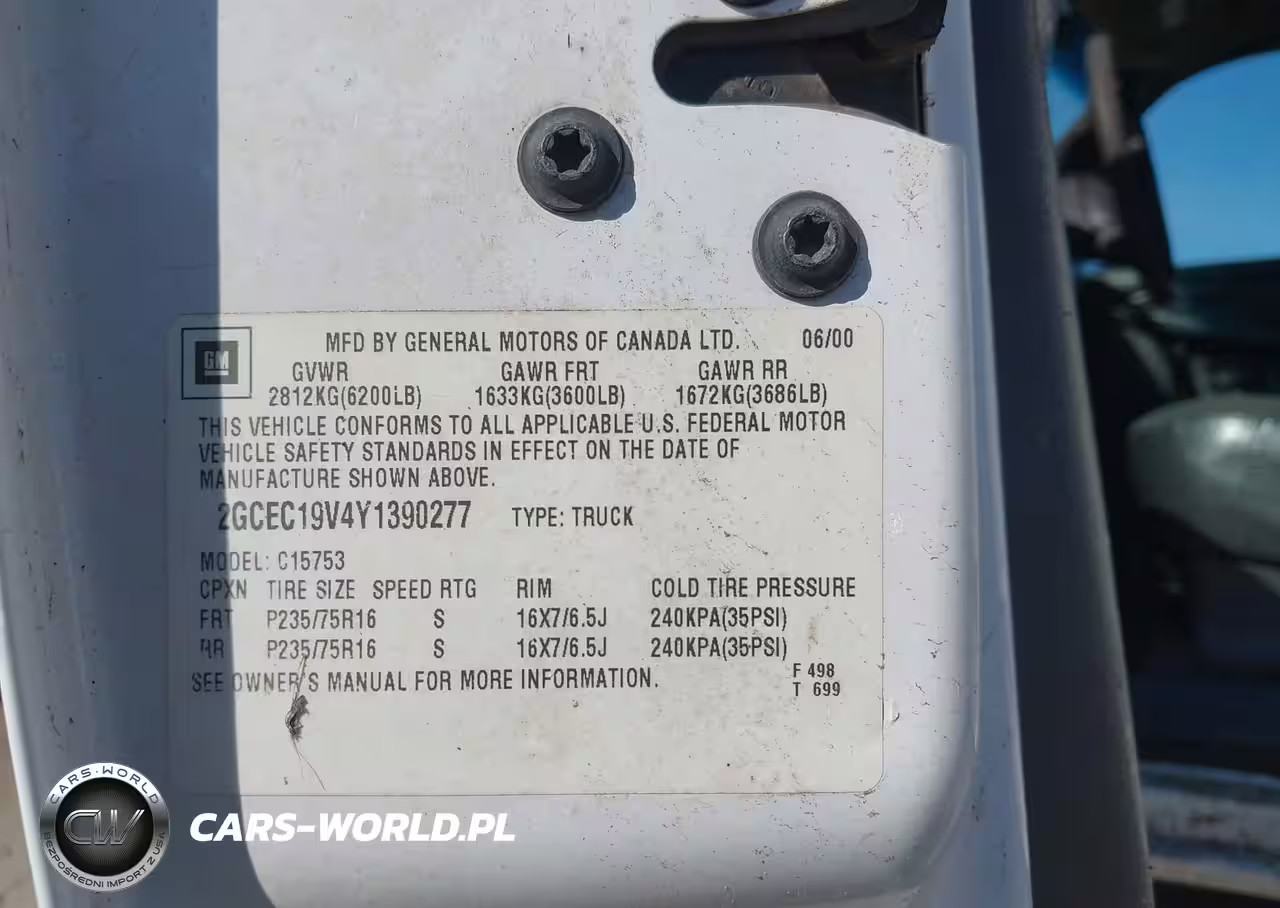 MFD BY GENERAL MOTORS OF CANADA LTD. 06/00
GM
GVWR GAWR FRT GAWR RR
2812KG(6200LB) 1633KG(3600LB) 1672KG(3686LB)
THIS VEHICLE CONFORMS TO ALL APPLICABLE U.S. FEDERAL MOTOR
VEHICLE SAFETY STANDARDS IN EFFECT ON THE DATE OF
MANUFACTURE SHOWN ABOVE.
2GCEC19V4Y1390277 TYPE: TRUCK
MODEL: C15753
CPXN TIRE SIZE SPEED RTG RIM COLD TIRE PRESSURE
FRT P235/75R16 S 16X7/6.5J 240KPA(35PSI)
RR P235/75R16 S 16X7/6.5J 240KPA(35PSI)
SEE OWNER'S MANUAL FOR MORE INFORMATION.
F 498
T 699
CARS-WORLD
CW
BEZPOŚREDNI IMPORT Z USA
CARS-WORLD.PL